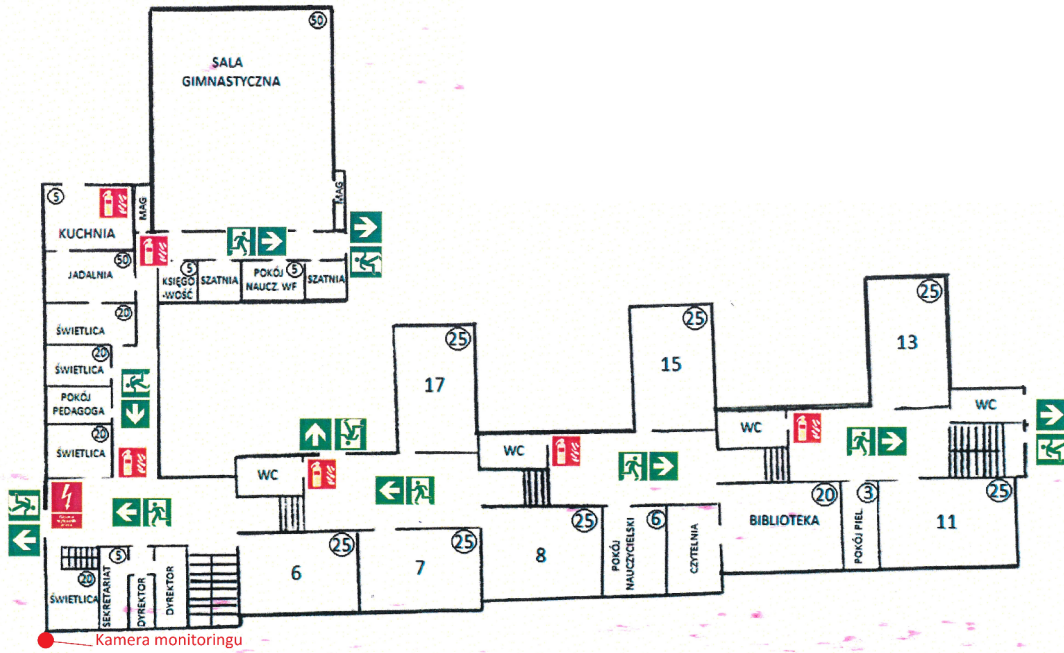 50
SALA
GIMNASTYCZNA
5
KUCHNIA
MAG
MAG
JADALNIA
50
KSIĘGO
-WOŚĆ
5
SZATNIA
POKÓJ
NAUCZ. WF
5
SZATNIA
20
ŚWIETLICA
20
ŚWIETLICA
POKÓJ
PEDAGOGA
20
ŚWIETLICA
25
17
25
15
25
13
WC
WC
WC
WC
25
6
25
7
25
8
POKÓJ
NAUCZYCIELSKI
6
CZYTELNIA
20
BIBLIOTEKA
3
POKÓJ PIEL.
25
11
20
ŚWIETLICA
5
SEKRETARIAT
DYREKTOR
DYREKTOR
Kamera monitoringu